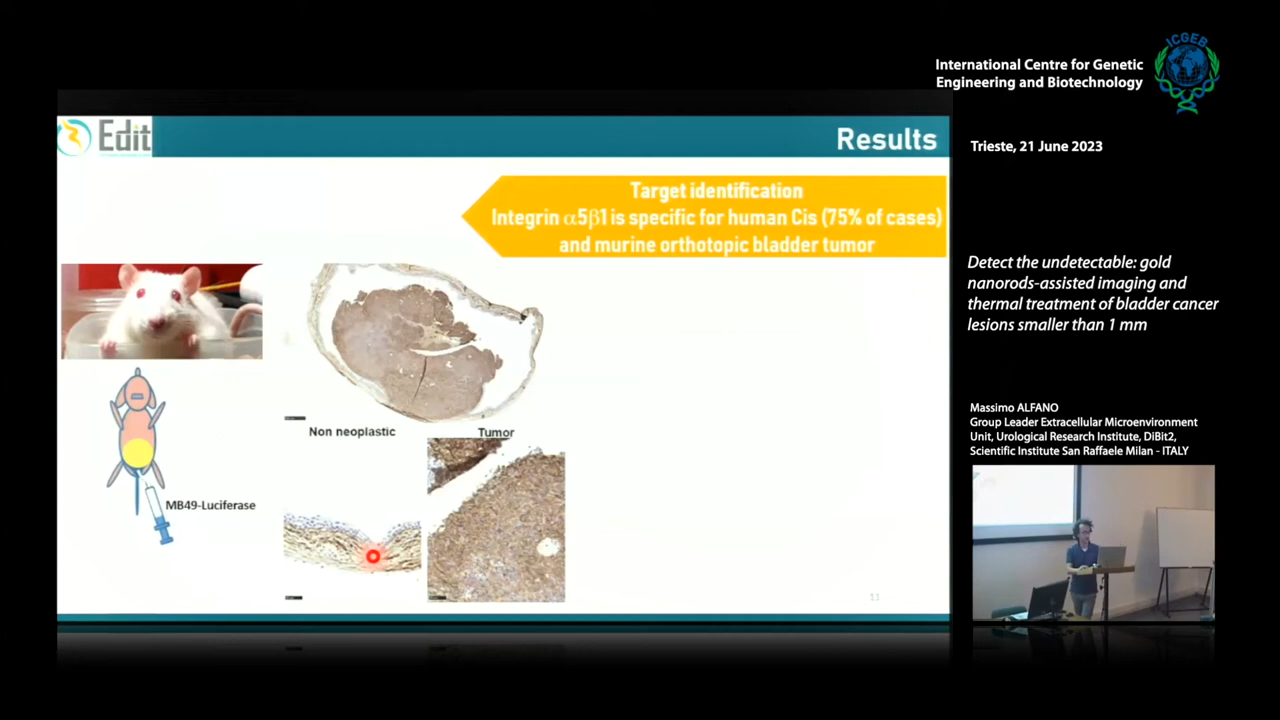 ICGEB
International Centre for Genetic
Engineering and Biotechnology
Edit
Results
Trieste, 21 June 2023
Target identification
Integrin α5β1 is specific for human Cis (75% of cases)
and murine orthotopic bladder tumor
Detect the undetectable: gold
nanorods-assisted imaging and
thermal treatment of bladder cancer
lesions smaller than 1 mm
Non neoplastic
Tumor
MB49-Luciferase
Massimo ALFANO
Group Leader Extracellular Microenvironment
Unit, Urological Research Institute, DiBit2,
Scientific Institute San Raffaele Milan - ITALY
11